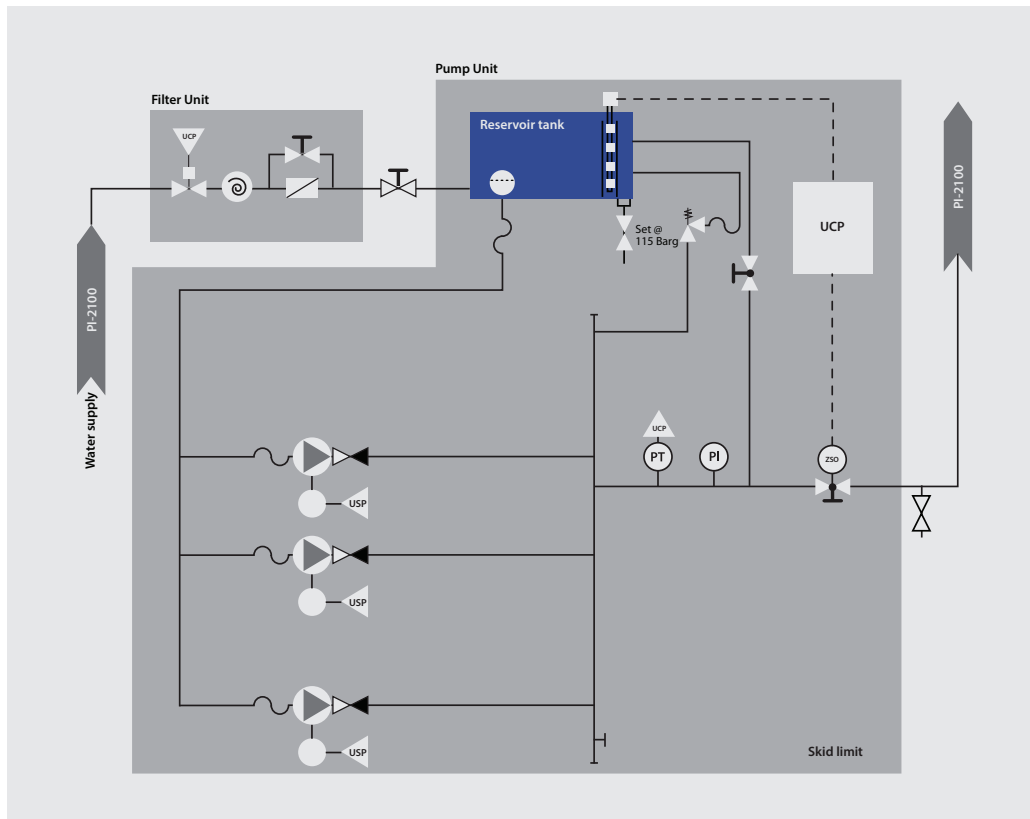 Pump Unit
Filter Unit
UCP
Reservoir tank
Set @
115 Barg
UCP
PI-2100
PI-2100
Water supply
UCP
PT
PI
ZSO
USP
USP
USP
Skid limit